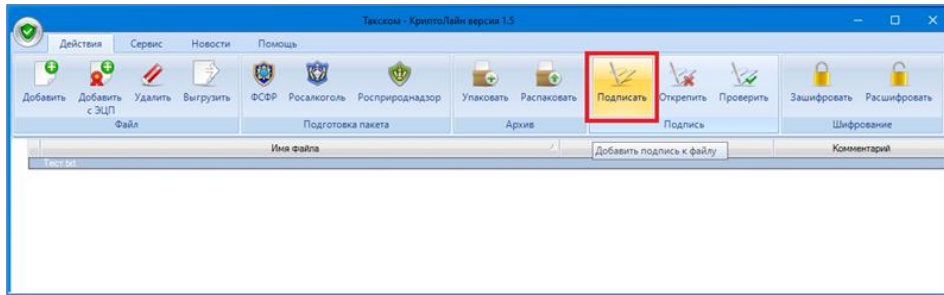 Такском - КриптоЛайн версия 1.5
Действия Сервис Новости Помощь
Добавить Добавить с ЭЦП Удалить Выгрузить ФСФР Росалкоголь Росприроднадзор Упаковать Распаковать Подписать Открепить Проверить Зашифровать Расшифровать
Файл Подготовка пакета Архив Подпись Шифрование
Имя файла Комментарий
Добавить подпись к файлу
Тест.txt